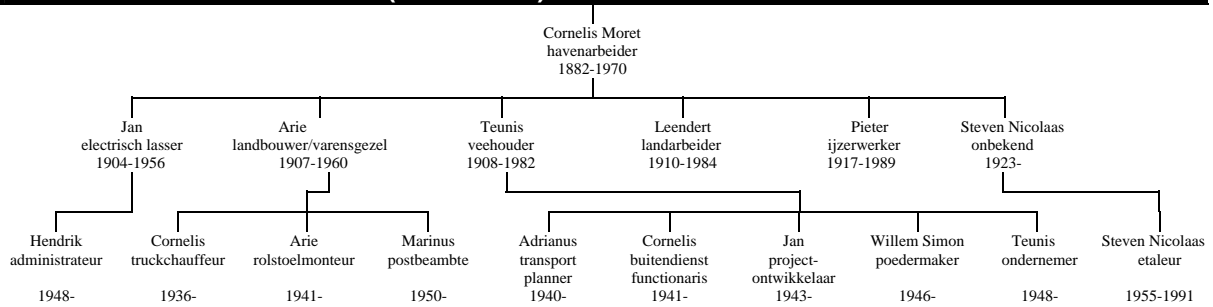 Cornelis Moret
havenarbeider
1882-1970
Jan
electrisch lasser
1904-1956
Arie
landbouwer/varensgezel
1907-1960
Teunis
veehouder
1908-1982
Leendert
landarbeider
1910-1984
Pieter
ijzerwerker
1917-1989
Steven Nicolaas
onbekend
1923-
Hendrik
administrateur
1948-
Cornelis
truckchauffeur
1936-
Arie
rolstoelmonteur
1941-
Marinus
postbeambte
1950-
Adrianus
transport
planner
1940-
Cornelis
buitendienst
functionaris
1941-
Jan
project-
ontwikkelaar
1943-
Willem Simon
poedermaker
1946-
Teunis
ondernemer
1948-
Steven Nicolaas
etaleur
1955-1991